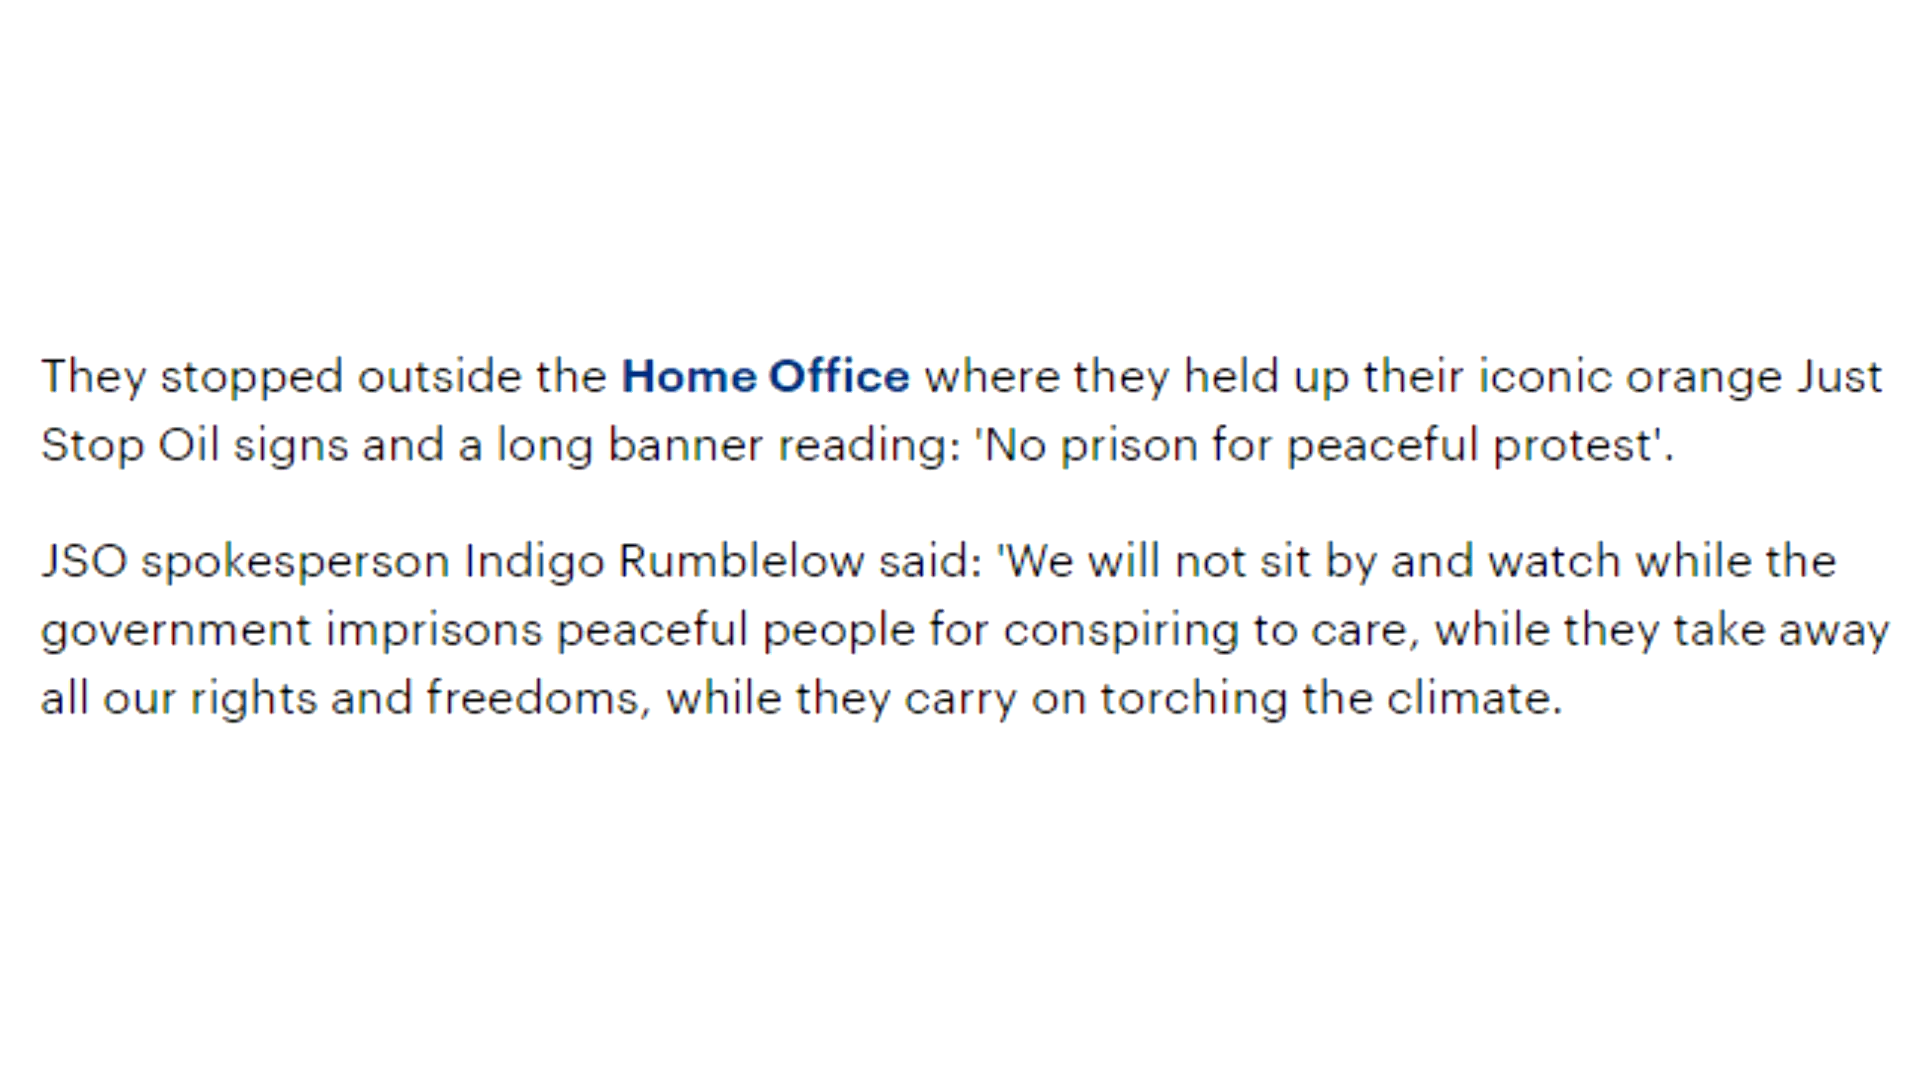 They stopped outside the Home Office where they held up their iconic orange Just
Stop Oil signs and a long banner reading: 'No prison for peaceful protest'.
JSO spokesperson Indigo Rumblelow said: 'We will not sit by and watch while the
government imprisons peaceful people for conspiring to care, while they take away
all our rights and freedoms, while they carry on torching the climate.